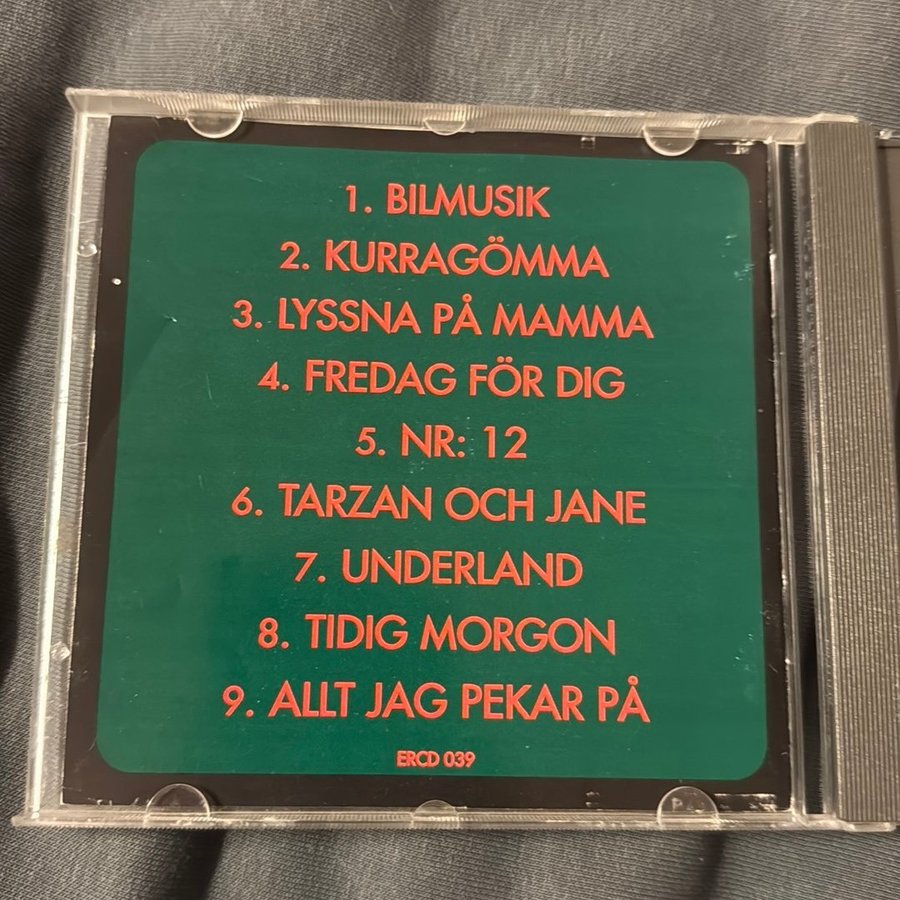 1. BILMUSIK
2. KURRAGÖMMA
3. LYSSNA PÅ MAMMA
4. FREDAG FÖR DIG
5. NR: 12
6. TARZAN OCH JANE
7. UNDERLAND
8. TIDIG MORGON
9. ALLT JAG PEKAR PÅ
ERCD 039